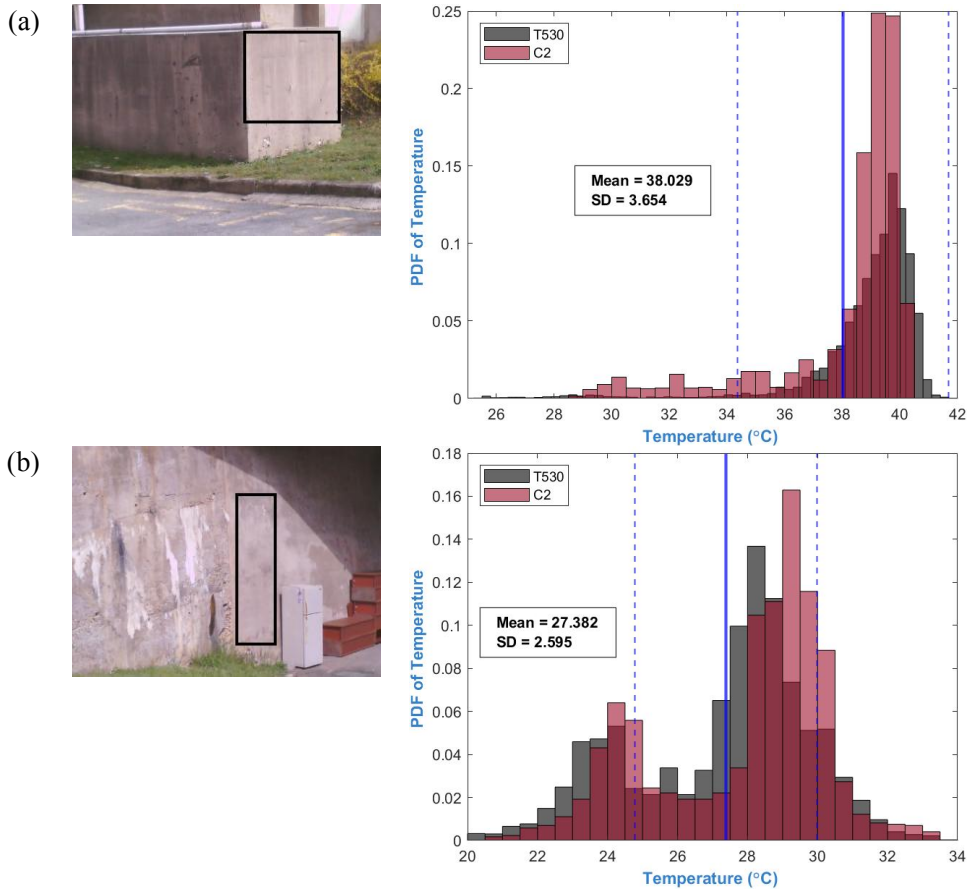 (a)
T530
C2
Mean = 38.029
SD = 3.654
PDF of Temperature
0.25
0.2
0.15
0.1
0.05
0
26 28 30 32 34 36 38 40 42
Temperature (°C)
(b)
T530
C2
Mean = 27.382
SD = 2.595
PDF of Temperature
0.18
0.16
0.14
0.12
0.1
0.08
0.06
0.04
0.02
0
20 22 24 26 28 30 32 34
Temperature (°C)